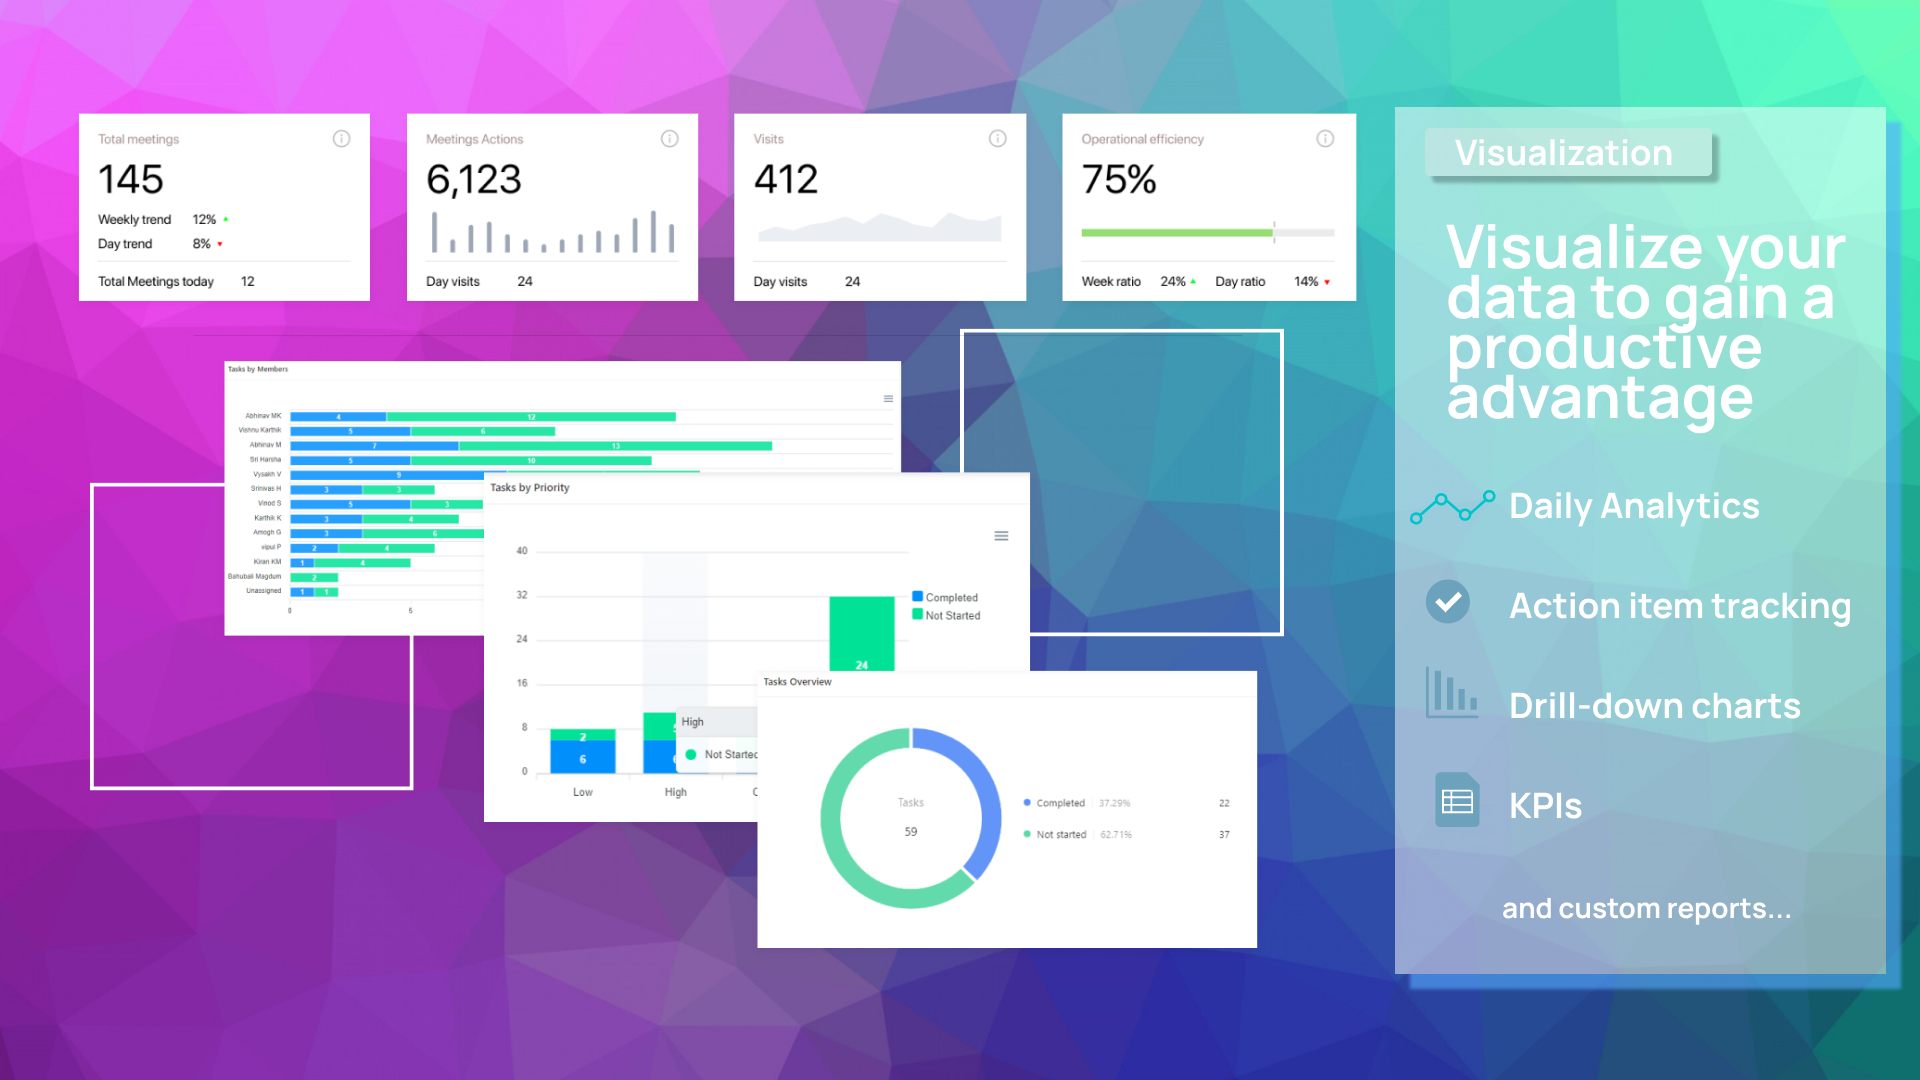 Total meetings
145
Weekly trend 12%
Day trend 8%
Total Meetings today 12
Meetings Actions
6,123
Day visits 24
Visits
412
Day visits 24
Operational efficiency
75%
Week ratio 24% Day ratio 14%
Tasks by Members
Abhinav MK 4 12
Vishnu Karthik 5 6
Abhinav M 7 13
Sri Harsha 5 10
Vysakh V 9
Srinivas H 3 3
Vinod S 5 3
Karthik K 3 4
Amogh G 3 6
vipul P 2 4
Kiran KM 1 4
Bahubali Magdum 2
Unassigned 1 1
0 5
Tasks by Priority
40
32
24
16
8
0
Completed
Not Started
24
2
6
High
Not Started
Low High
Tasks Overview
Tasks
59
Completed 37.29% 22
Not started 62.71% 37
Visualization
Visualize your
data to gain a
productive
advantage
Daily Analytics
Action item tracking
Drill-down charts
KPIs
and custom reports...